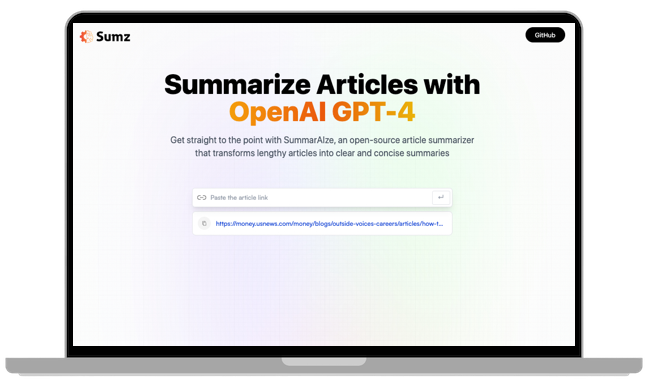 Sumz
GitHub
Summarize Articles with
OpenAI GPT-4
Get straight to the point with SummarAIze, an open-source article summarizer
that transforms lengthy articles into clear and concise summaries
Paste the article link
https://money.usnews.com/money/blogs/outside-voices-careers/articles/how-t...